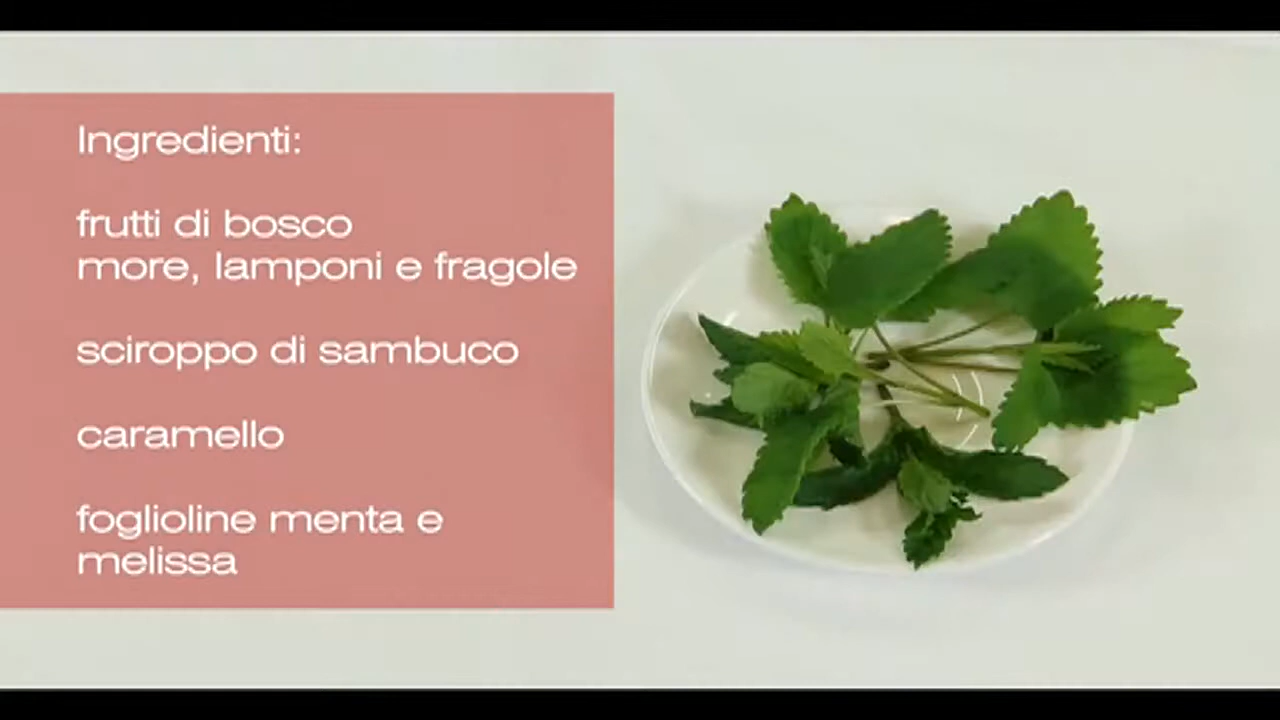 Ingredienti:
frutti di bosco
more, lamponi e fragole
sciroppo di sambuco
caramello
foglioline menta e
melissa